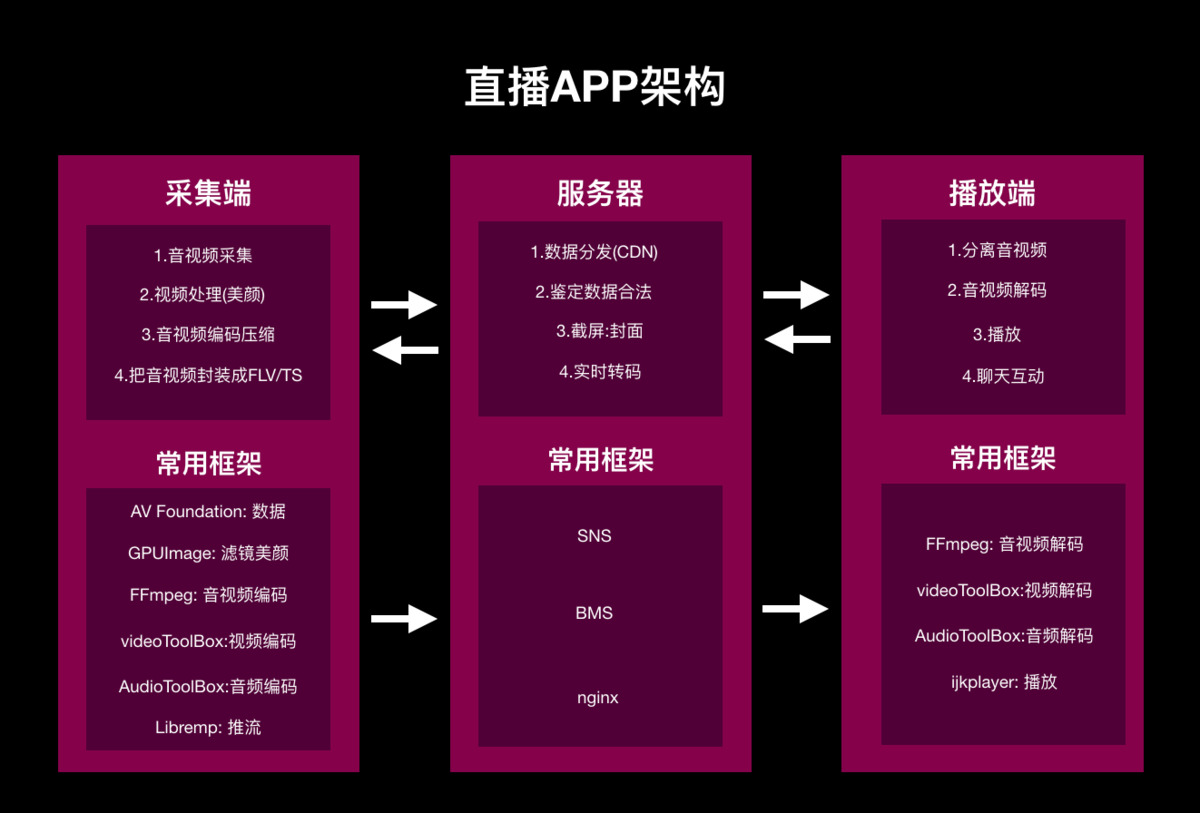 直播APP架构
采集端
1.音视频采集
2.视频处理(美颜)
3.音视频编码压缩
4.把音视频封装成FLV/TS
常用框架
AV Foundation: 数据
GPUImage: 滤镜美颜
FFmpeg: 音视频编码
videoToolBox:视频编码
AudioToolBox:音频编码
Libremp: 推流
服务器
1.数据分发(CDN)
2.鉴定数据合法
3.截屏:封面
4.实时转码
常用框架
SNS
BMS
nginx
播放端
1.分离音视频
2.音视频解码
3.播放
4.聊天互动
常用框架
FFmpeg: 音视频解码
videoToolBox:视频解码
AudioToolBox:音频解码
ijkplayer: 播放